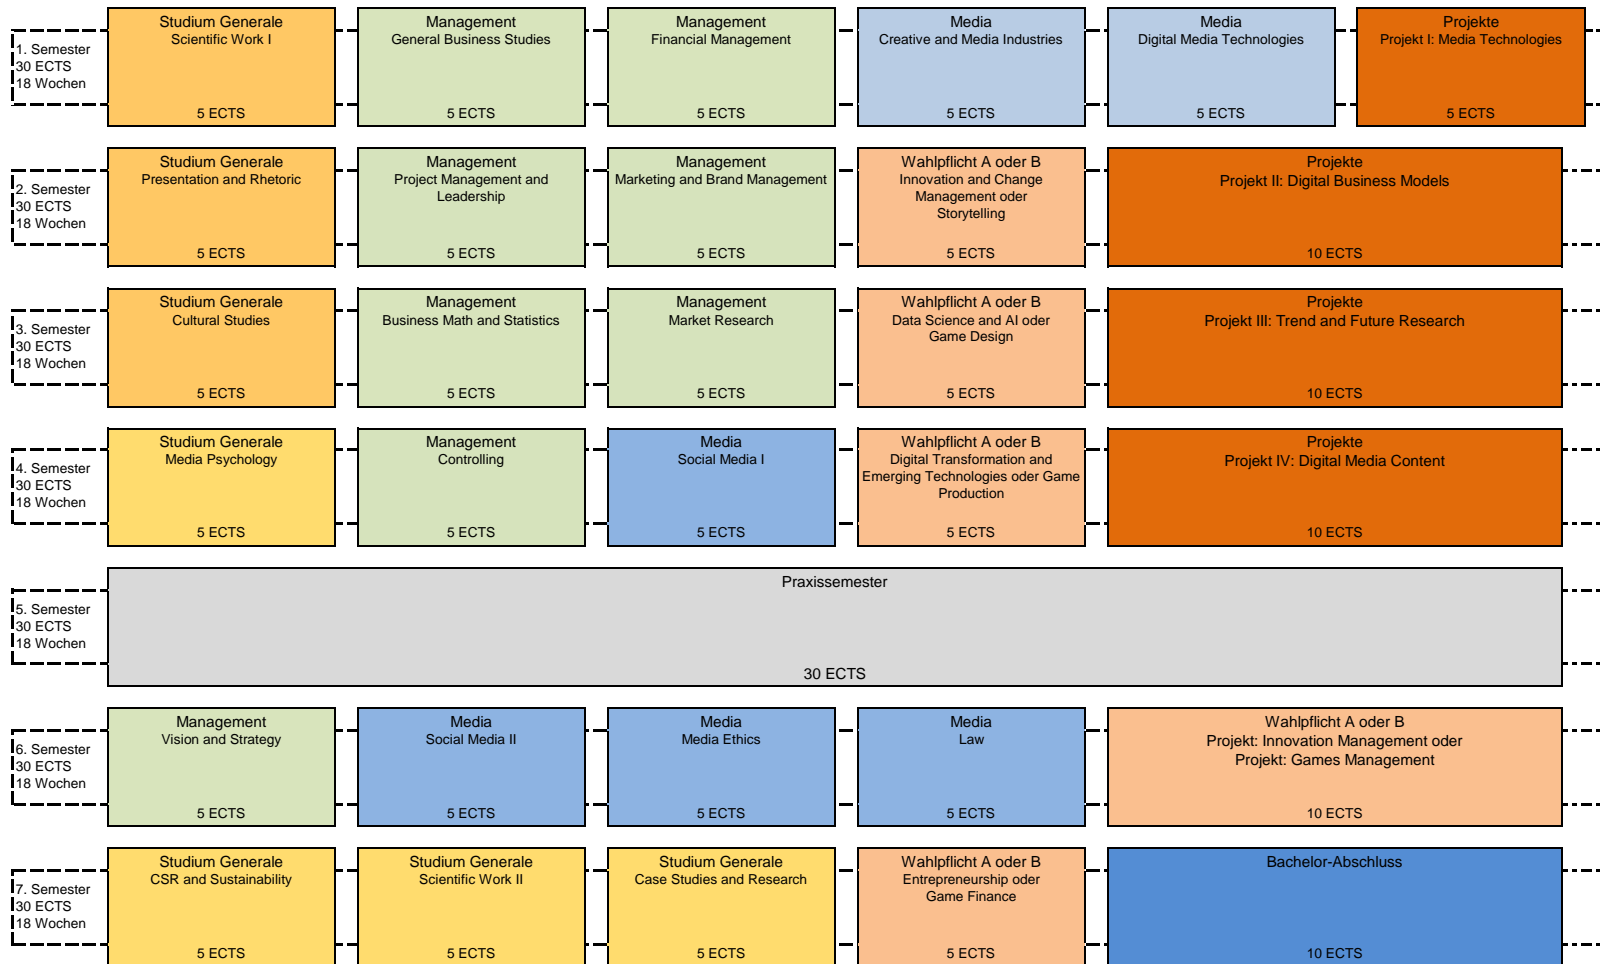 1. Semester
30 ECTS
18 Wochen
Studium Generale
Scientific Work I
5 ECTS
Management
General Business Studies
5 ECTS
Management
Financial Management
5 ECTS
Media
Creative and Media Industries
5 ECTS
Media
Digital Media Technologies
5 ECTS
Projekte
Projekt I: Media Technologies
5 ECTS
2. Semester
30 ECTS
18 Wochen
Studium Generale
Presentation and Rhetoric
5 ECTS
Management
Project Management and
Leadership
5 ECTS
Management
Marketing and Brand Management
5 ECTS
Wahlpflicht A oder B
Innovation and Change
Management oder
Storytelling
5 ECTS
Projekte
Projekt II: Digital Business Models
10 ECTS
3. Semester
30 ECTS
18 Wochen
Studium Generale
Cultural Studies
5 ECTS
Management
Business Math and Statistics
5 ECTS
Management
Market Research
5 ECTS
Wahlpflicht A oder B
Data Science and AI oder
Game Design
5 ECTS
Projekte
Projekt III: Trend and Future Research
10 ECTS
4. Semester
30 ECTS
18 Wochen
Studium Generale
Media Psychology
5 ECTS
Management
Controlling
5 ECTS
Media
Social Media I
5 ECTS
Wahlpflicht A oder B
Digital Transformation and
Emerging Technologies oder Game
Production
5 ECTS
Projekte
Projekt IV: Digital Media Content
10 ECTS
5. Semester
30 ECTS
18 Wochen
Praxissemester
30 ECTS
6. Semester
30 ECTS
18 Wochen
Management
Vision and Strategy
5 ECTS
Media
Social Media II
5 ECTS
Media
Media Ethics
5 ECTS
Media
Law
5 ECTS
Wahlpflicht A oder B
Projekt: Innovation Management oder
Projekt: Games Management
10 ECTS
7. Semester
30 ECTS
18 Wochen
Studium Generale
CSR and Sustainability
5 ECTS
Studium Generale
Scientific Work II
5 ECTS
Studium Generale
Case Studies and Research
5 ECTS
Wahlpflicht A oder B
Entrepreneurship oder
Game Finance
5 ECTS
Bachelor-Abschluss
10 ECTS